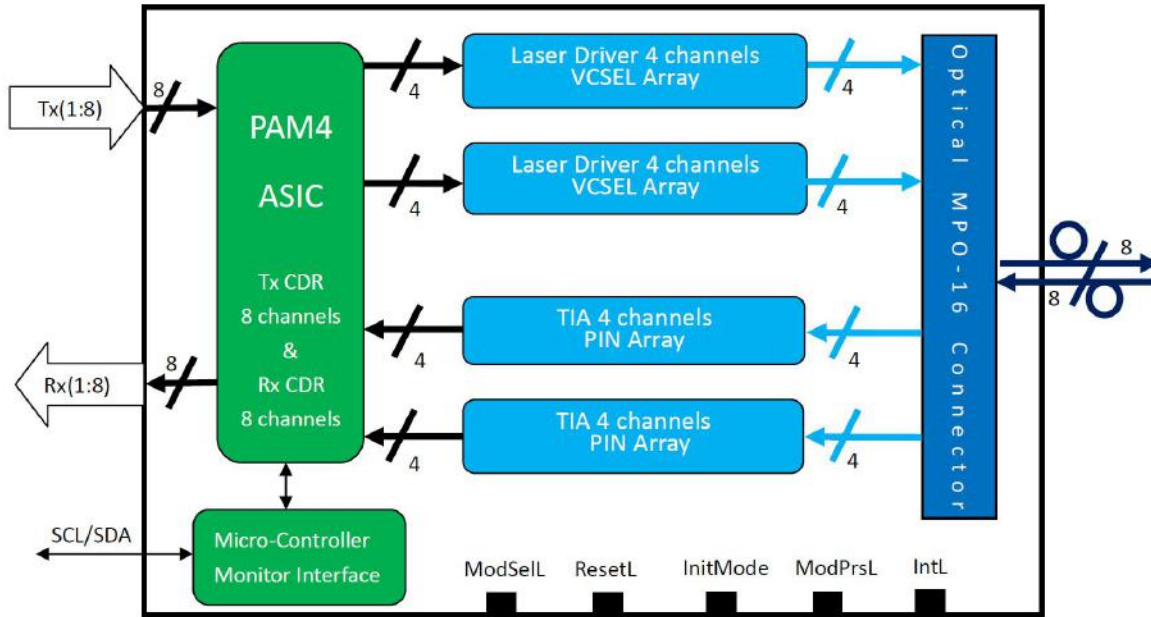 Laser Driver 4 channels
VCSEL Array
4
4
8
Tx(1:8)
PAM4
ASIC
Laser Driver 4 channels
VCSEL Array
4
4
Tx CDR
8 channels
&
Rx CDR
8 channels
TIA 4 channels
PIN Array
4
4
TIA 4 channels
PIN Array
4
4
8
Rx(1:8)
Optical MPO-16 Connector
8
8
SCL/SDA
Micro-Controller
Monitor Interface
ModSelL
ResetL
InitMode
ModPrsL
IntL